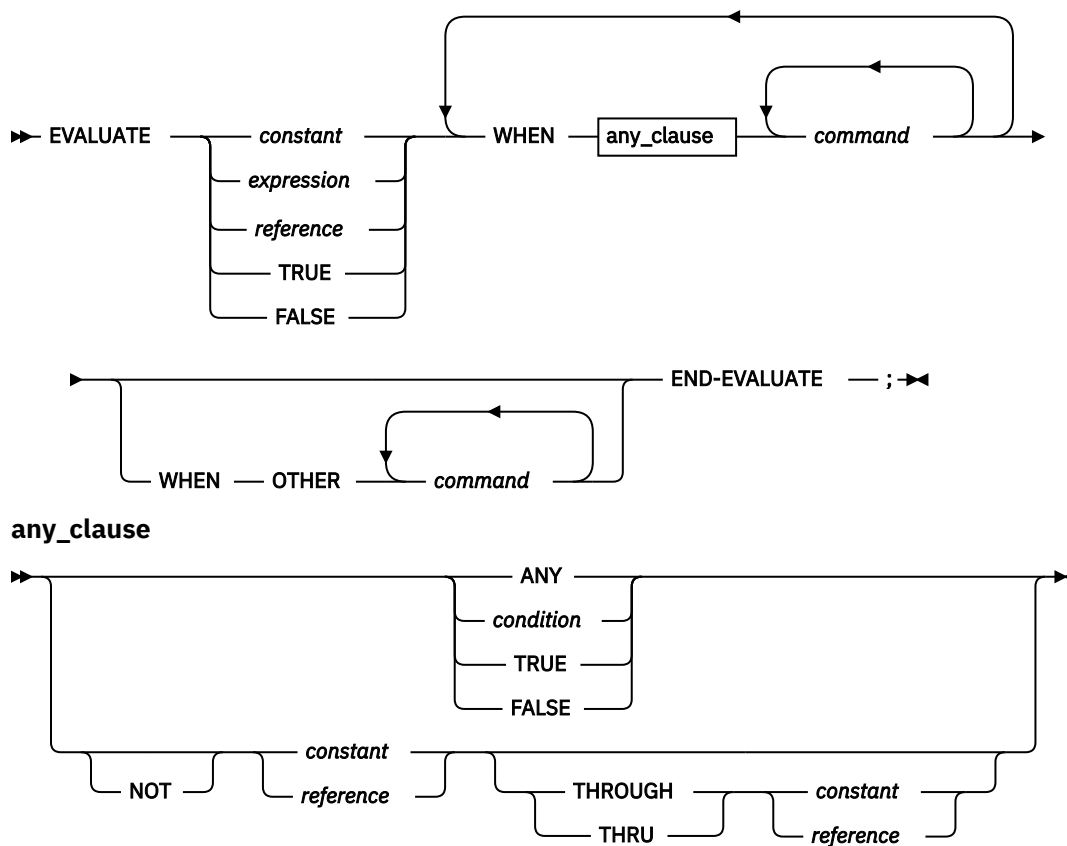 EVALUATE constant WHEN any_clause command
expression
reference
TRUE
FALSE
END-EVALUATE ;
WHEN OTHER command
any_clause
ANY
condition
TRUE
FALSE
constant
NOT reference THROUGH constant
THRU reference